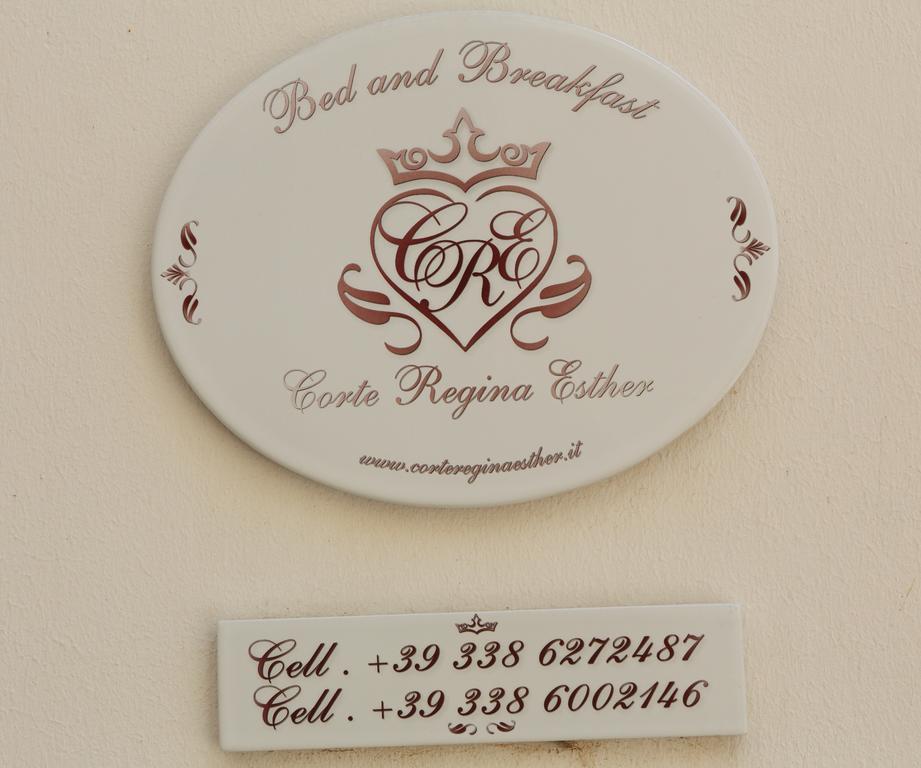 Bed and Breakfast
CRE
Corte Regina Esther
www.cortereginaesther.it
Cell . +39 338 6272487
Cell . +39 338 6002146